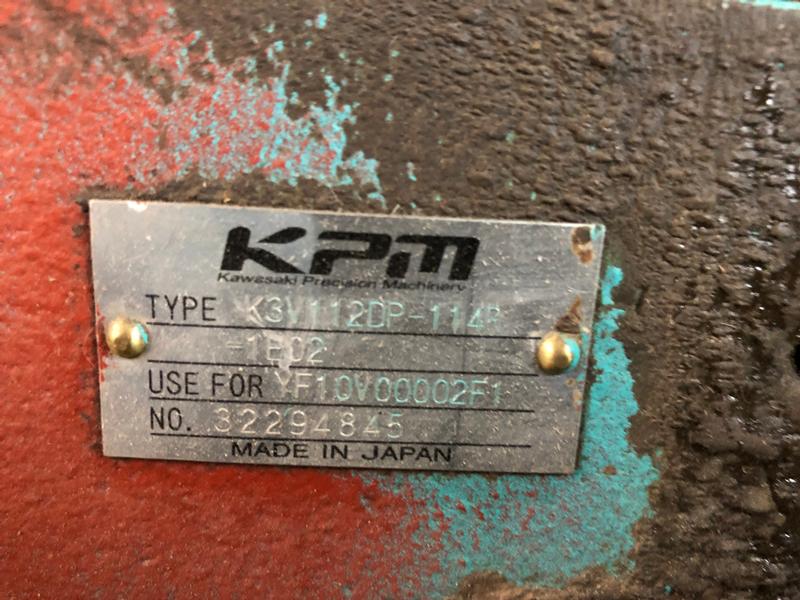 KPM
Kawasaki Precision Machinery
TYPE K3V112DP-114R
-1E02
USE FOR YF10V00002F1
NO. 32294845
MADE IN JAPAN